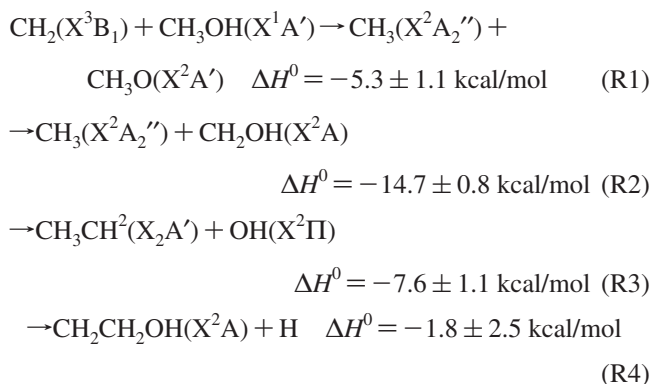 CH₂(X³B₁) + CH₃OH(X¹A′) → CH₃(X²A₂″) +
CH₃O(X²A′) ΔH⁰ = −5.3 ± 1.1 kcal/mol (R1)
→CH₃(X²A₂″) + CH₂OH(X²A)
ΔH⁰ = −14.7 ± 0.8 kcal/mol (R2)
→CH₃CH²(X₂A′) + OH(X²Π)
ΔH⁰ = −7.6 ± 1.1 kcal/mol (R3)
→CH₂CH₂OH(X²A) + H ΔH⁰ = −1.8 ± 2.5 kcal/mol
(R4)